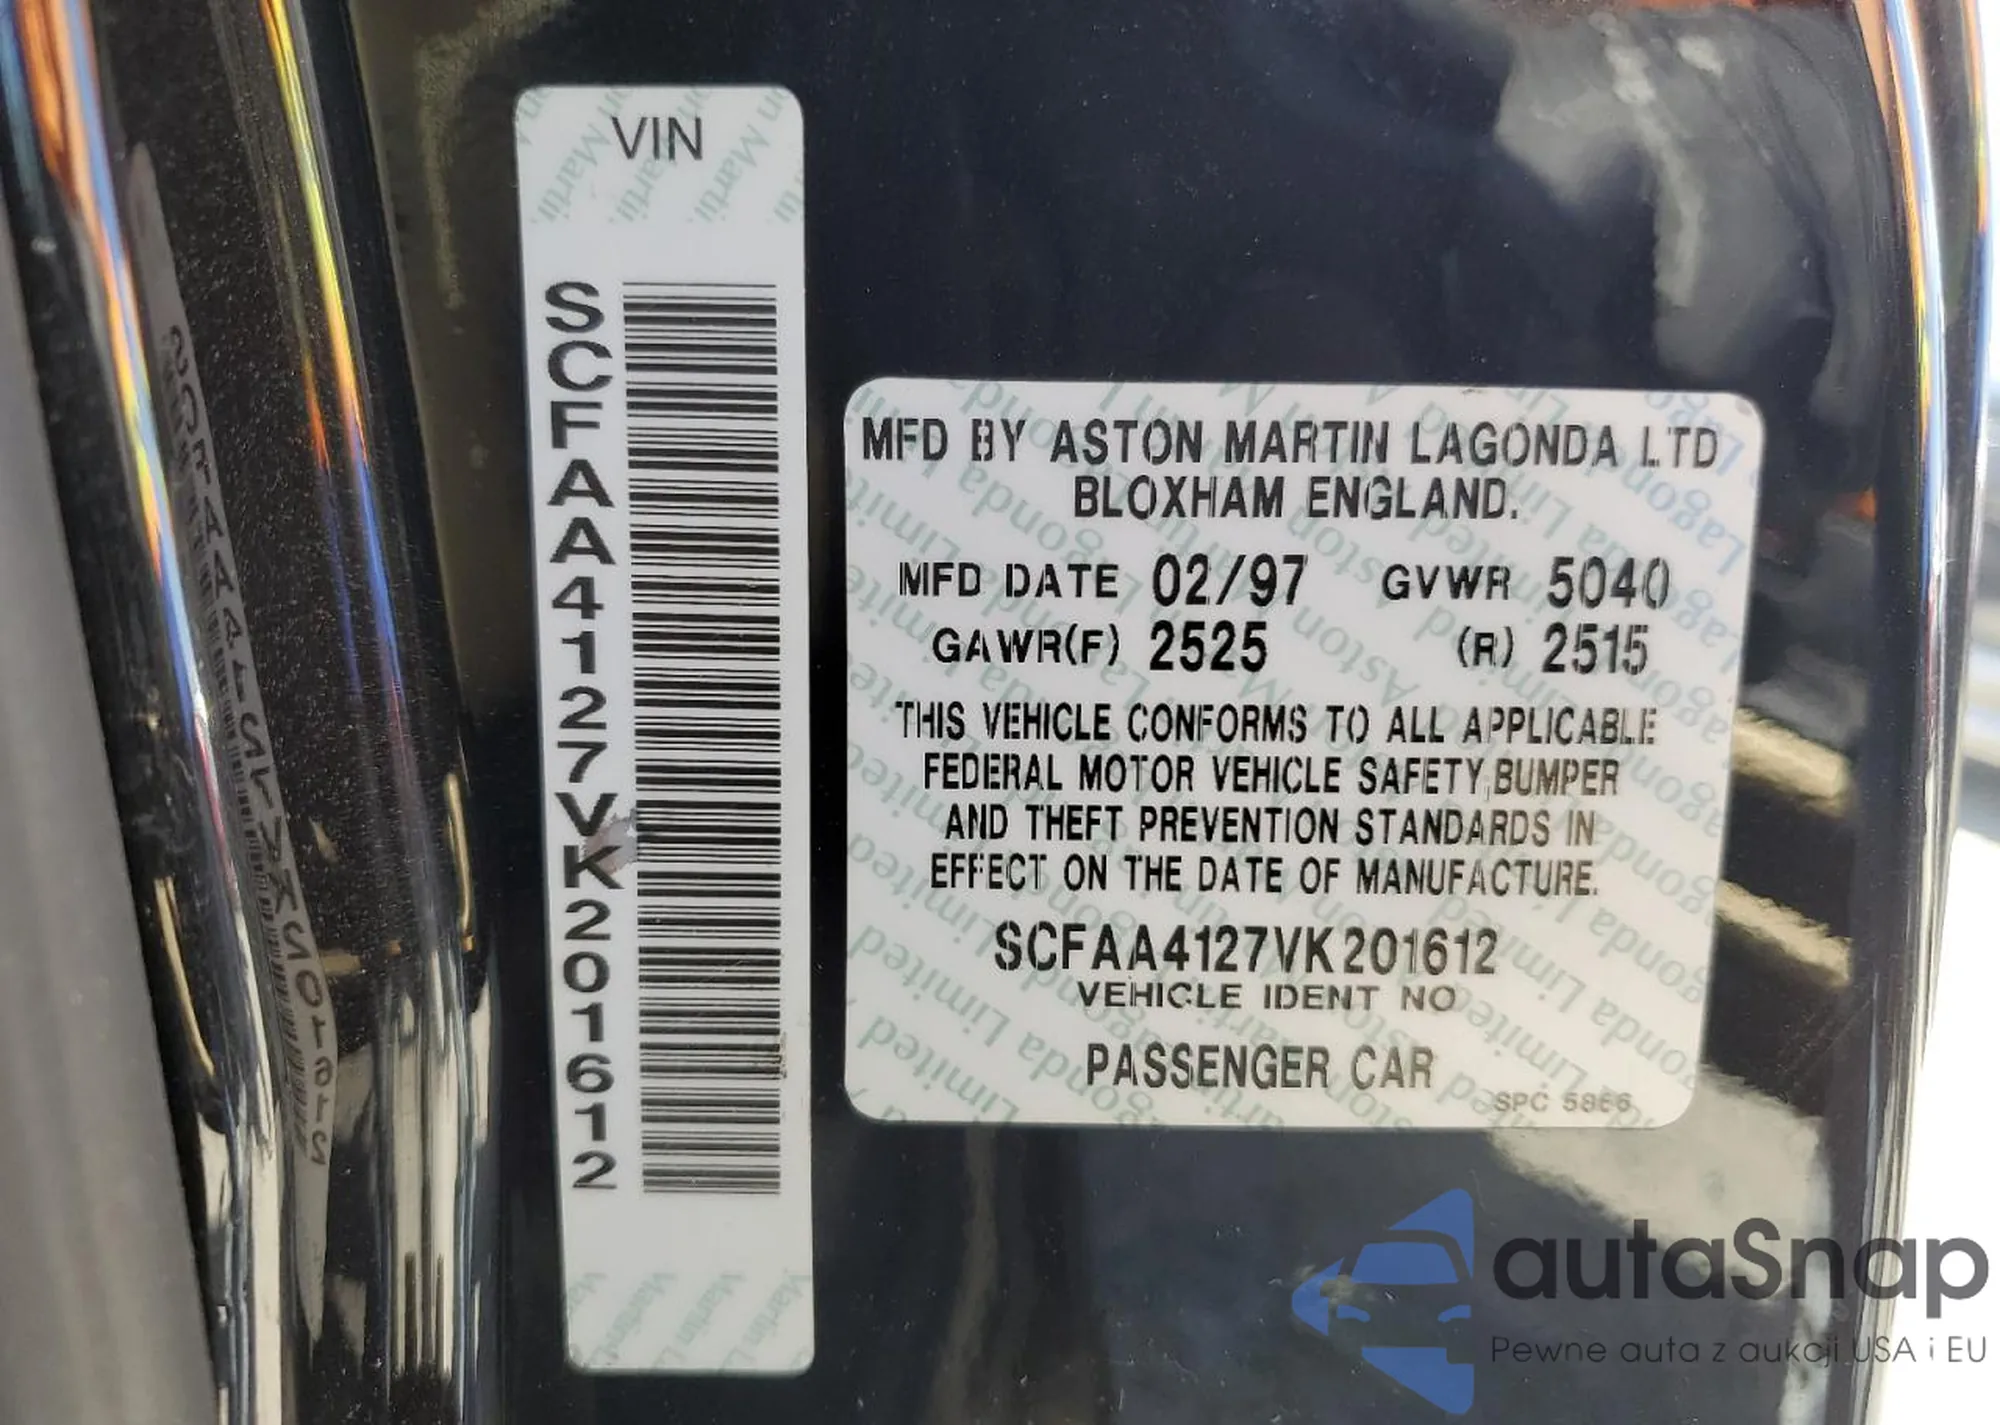 VIN
SCFAA4127VK201612
MFD BY ASTON MARTIN LAGONDA LTD
BLOXHAM ENGLAND.
MFD DATE 02/97 GVWR 5040
GAWR(F) 2525 (R) 2515
THIS VEHICLE CONFORMS TO ALL APPLICABLE
FEDERAL MOTOR VEHICLE SAFETY, BUMPER
AND THEFT PREVENTION STANDARDS IN
EFFECT ON THE DATE OF MANUFACTURE.
SCFAA4127VK201612
VEHICLE IDENT NO
PASSENGER CAR
SPC 5866
autaSnap
Pewne auta z aukcji USA i EU